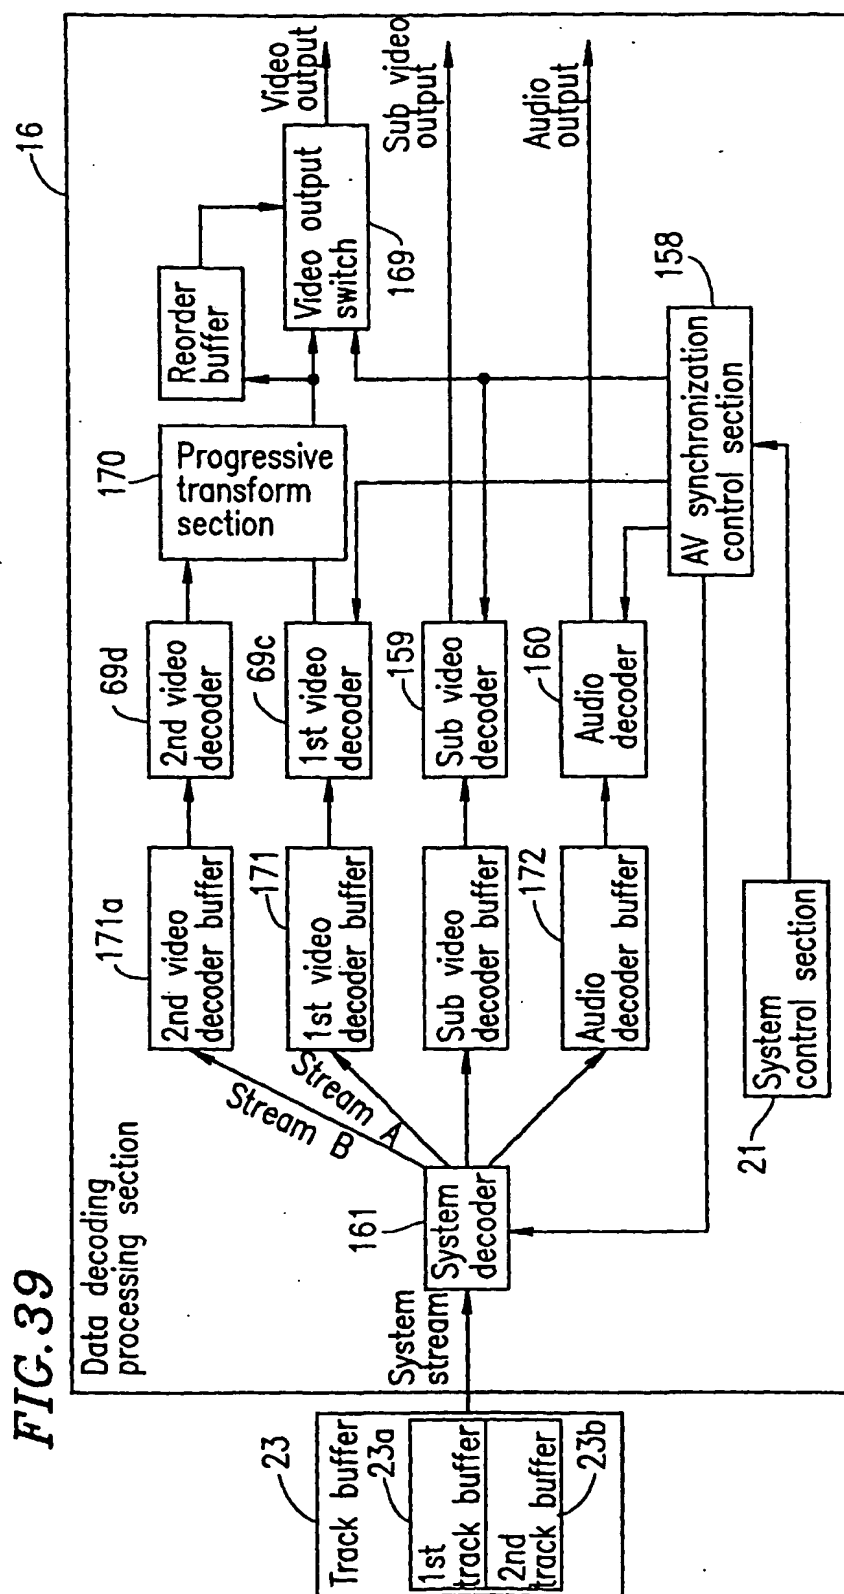 FIG.39
16
Data decoding
processing section
Track buffer
23
23a
1st
track buffer
2nd
track buffer
23b
System
stream
System
decoder
161
Stream B
Stream A
171a
2nd video
decoder buffer
171
1st video
decoder buffer
Sub video
decoder buffer
172
Audio
decoder buffer
69d
2nd video
decoder
69c
1st video
decoder
159
Sub video
decoder
160
Audio
decoder
170
Progressive
transform
section
Reorder
buffer
Video output
switch
169
Video
output
Sub video
output
Audio
output
158
AV synchronization
control section
21
System
control section